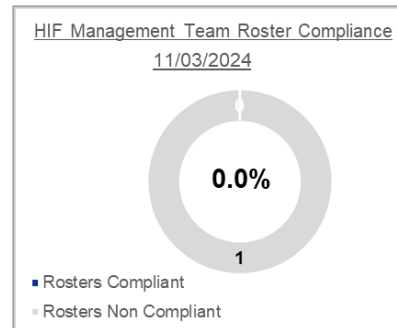 HIF Management Team Roster Compliance
11/03/2024
0
0.0%
1
Rosters Compliant
Rosters Non Compliant